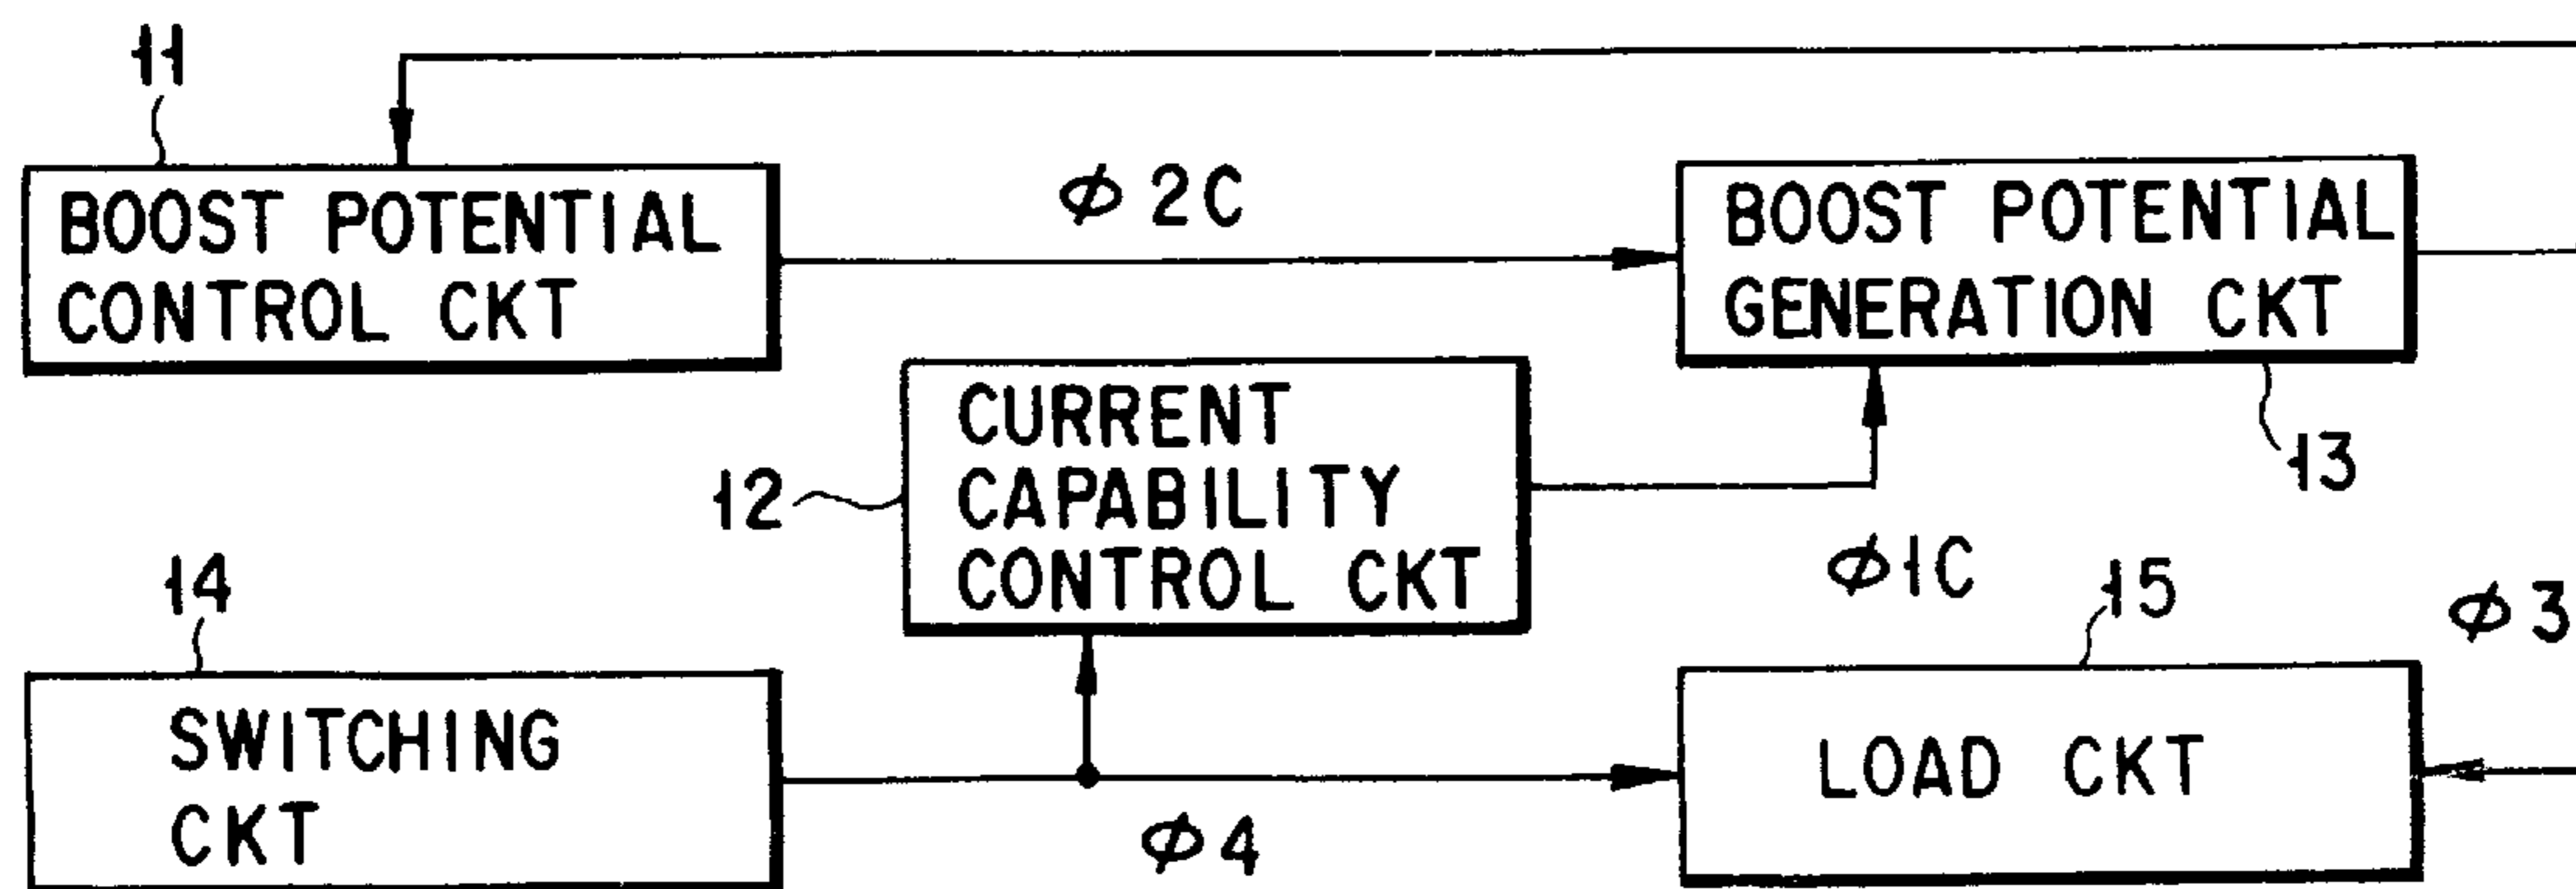 11
BOOST POTENTIAL
CONTROL CKT
φ2C
BOOST POTENTIAL
GENERATION CKT
13
12
CURRENT
CAPABILITY
CONTROL CKT
φ1C
14
SWITCHING
CKT
φ4
15
LOAD CKT
φ3